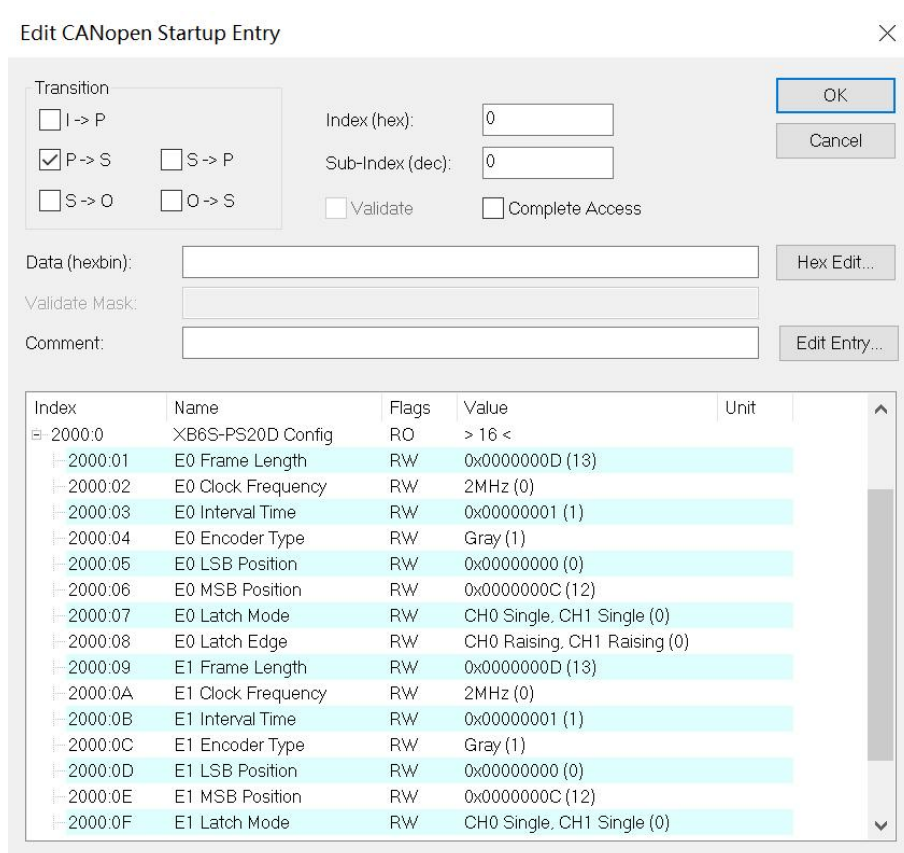 Edit CANopen Startup Entry
Transition
I -> P
P -> S
S -> P
S -> O
O -> S
Index (hex):
0
Sub-Index (dec):
0
Validate
Complete Access
OK
Cancel
Data (hexbin):
Hex Edit...
Validate Mask:
Comment:
Edit Entry...
Index Name Flags Value Unit
2000:0 XB6S-PS20D Config RO > 16 <
2000:01 E0 Frame Length RW 0x0000000D (13)
2000:02 E0 Clock Frequency RW 2MHz (0)
2000:03 E0 Interval Time RW 0x00000001 (1)
2000:04 E0 Encoder Type RW Gray (1)
2000:05 E0 LSB Position RW 0x00000000 (0)
2000:06 E0 MSB Position RW 0x0000000C (12)
2000:07 E0 Latch Mode RW CH0 Single, CH1 Single (0)
2000:08 E0 Latch Edge RW CH0 Raising, CH1 Raising (0)
2000:09 E1 Frame Length RW 0x0000000D (13)
2000:0A E1 Clock Frequency RW 2MHz (0)
2000:0B E1 Interval Time RW 0x00000001 (1)
2000:0C E1 Encoder Type RW Gray (1)
2000:0D E1 LSB Position RW 0x00000000 (0)
2000:0E E1 MSB Position RW 0x0000000C (12)
2000:0F E1 Latch Mode RW CH0 Single, CH1 Single (0)